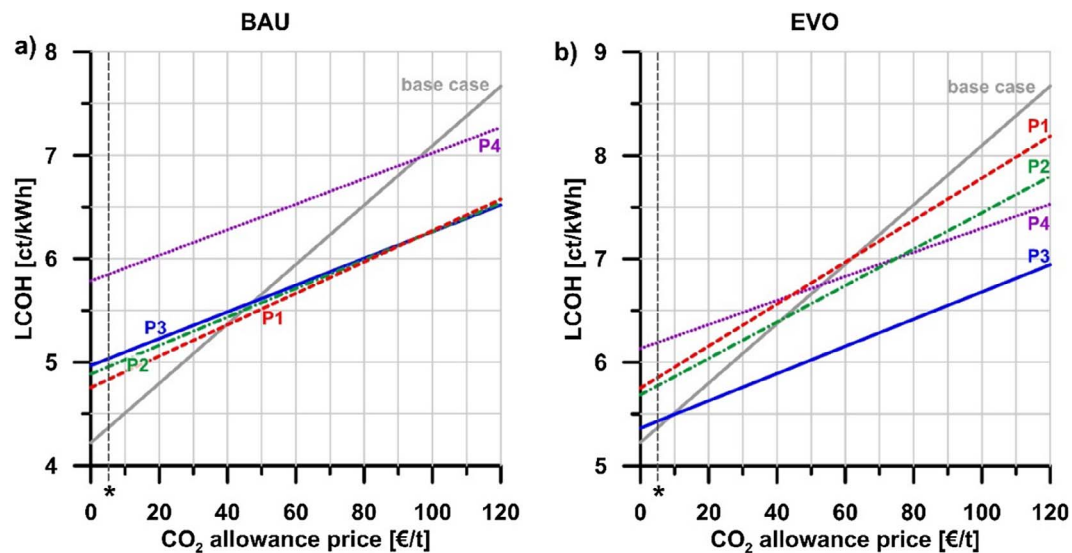 BAU
EVO
a)
b)
8
7
6
5
4
LCOH [ct/kWh]
base case
P4
P3
P2
P1
*
0 20 40 60 80 100 120
CO₂ allowance price [€/t]
9
8
7
6
5
LCOH [ct/kWh]
base case
P1
P2
P4
P3
*
0 20 40 60 80 100 120
CO₂ allowance price [€/t]